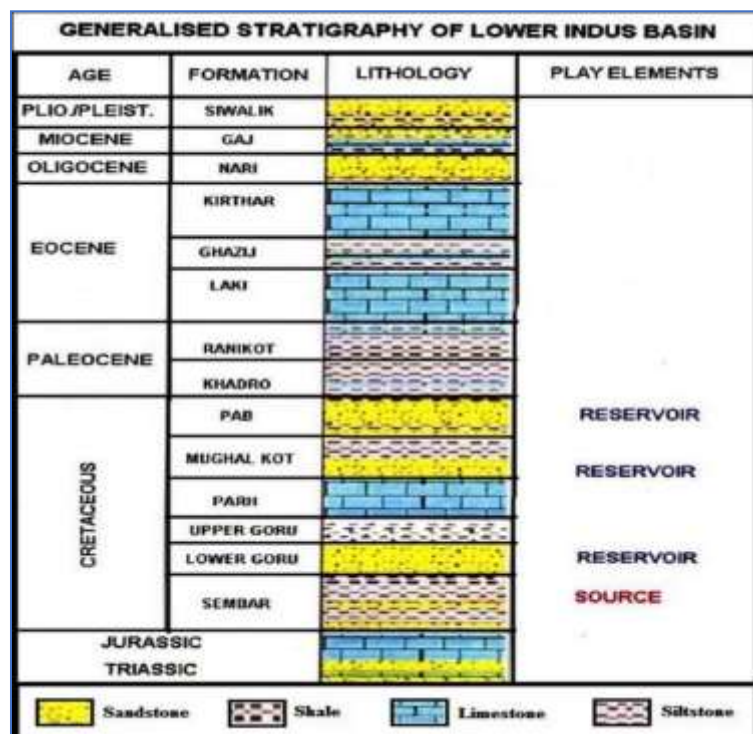 GENERALISED STRATIGRAPHY OF LOWER INDUS BASIN
AGE FORMATION LITHOLOGY PLAY ELEMENTS
PLIO./PLEIST. SIWALIK
MIOCENE GAJ
OLIGOCENE NARI
EOCENE
KIRTHAR
GHAZIJ
LAKI
PALEOCENE
RANIKOT
KHADRO
CRETACEOUS
PAB RESERVOIR
MUGHAL KOT RESERVOIR
PARH
UPPER GORU
LOWER GORU RESERVOIR
SEMBAR SOURCE
JURASSIC
TRIASSIC
Sandstone Skale Limestone Siltstone